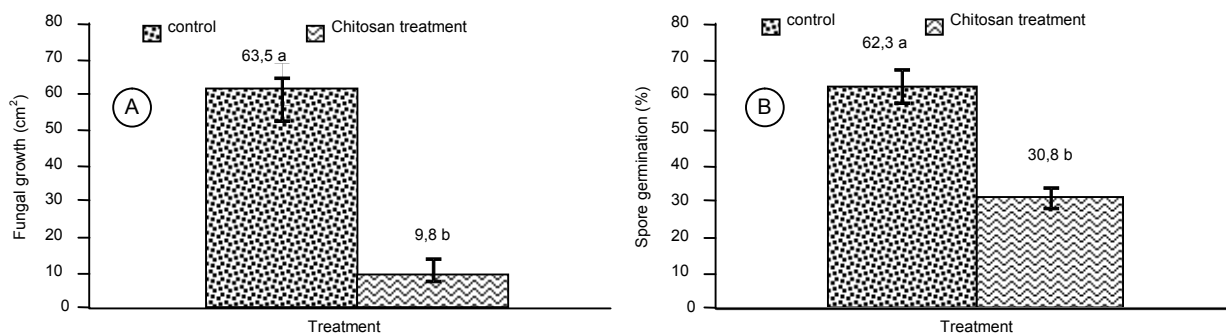 control
Chitosan treatment
80
70
60
50
40
30
20
10
0
Fungal growth (cm²)
A
63,5 a
9,8 b
Treatment
control
Chitosan treatment
80
70
60
50
40
30
20
10
0
Spore germination (%)
B
62,3 a
30,8 b
Treatment